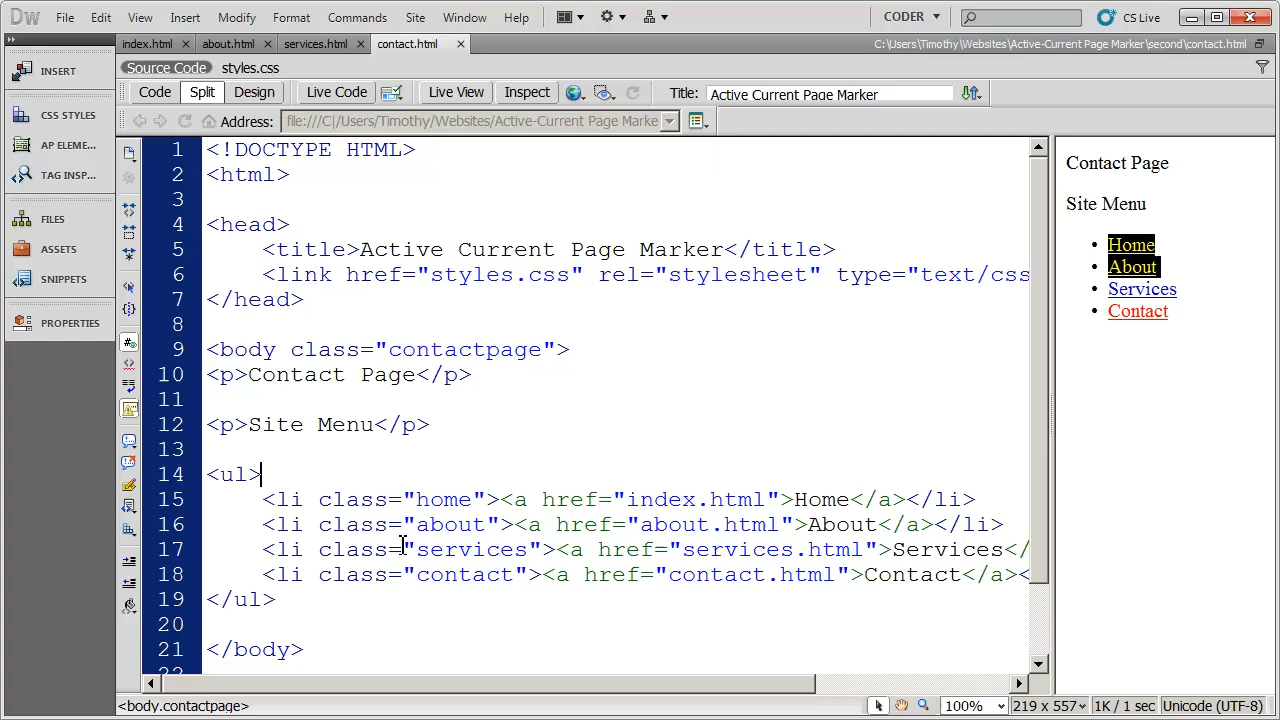 Dw File Edit View Insert Modify Format Commands Site Window Help CODER CS Live
index.html about.html services.html contact.html C:\Users\Timothy\Websites\Active-Current Page Marker\second\contact.html
Source Code styles.css
Code Split Design Live Code Live View Inspect Title: Active Current Page Marker
Address: file:///C|/Users/Timothy/Websites/Active-Current Page Marke
INSERT
CSS STYLES
AP ELEME...
TAG INSP...
FILES
ASSETS
SNIPPETS
PROPERTIES
1 <!DOCTYPE HTML>
2 <html>
3
4 <head>
5 <title>Active Current Page Marker</title>
6 <link href="styles.css" rel="stylesheet" type="text/css
7 </head>
8
9 <body class="contactpage">
10 <p>Contact Page</p>
11
12 <p>Site Menu</p>
13
14 <ul>
15 <li class="home"><a href="index.html">Home</a></li>
16 <li class="about"><a href="about.html">About</a></li>
17 <li class="services"><a href="services.html">Services</
18 <li class="contact"><a href="contact.html">Contact</a><
19 </ul>
20
21 </body>
Contact Page
Site Menu
• Home
• About
• Services
• Contact
<body.contactpage> 100% 219 x 557 1K / 1 sec Unicode (UTF-8)